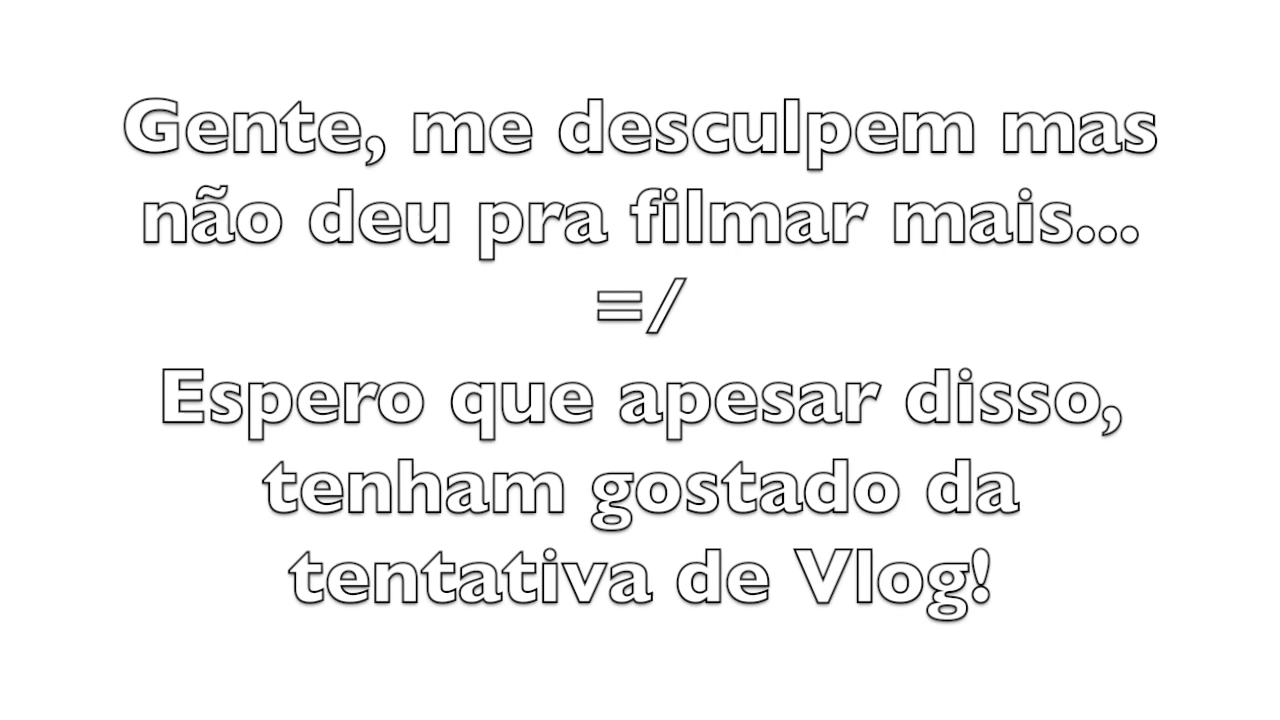 Gente, me desculpem mas
não deu pra filmar mais...
=/
Espero que apesar disso,
tenham gostado da
tentativa de Vlog!